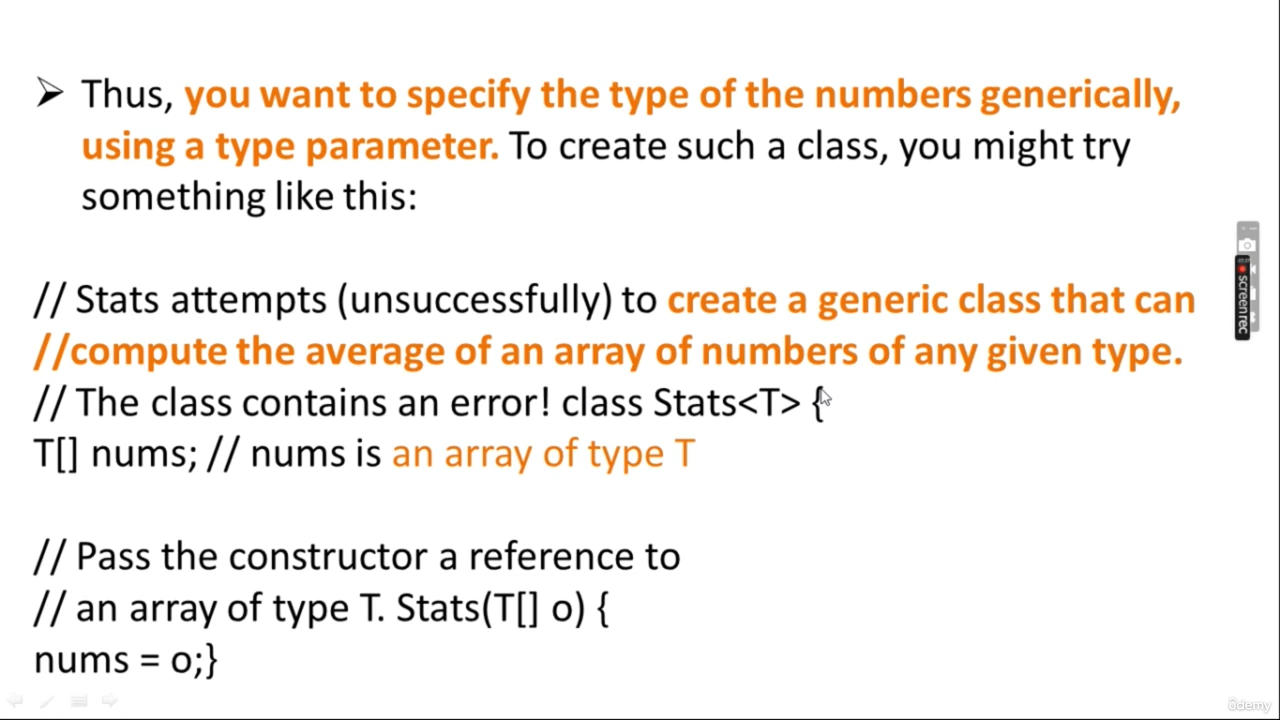 Thus, you want to specify the type of the numbers generically,
using a type parameter. To create such a class, you might try
something like this:
// Stats attempts (unsuccessfully) to create a generic class that can
//compute the average of an array of numbers of any given type.
// The class contains an error! class Stats<T> {
T[] nums; // nums is an array of type T
// Pass the constructor a reference to
// an array of type T. Stats(T[] o) {
nums = o;}
screenrec
ûdemy